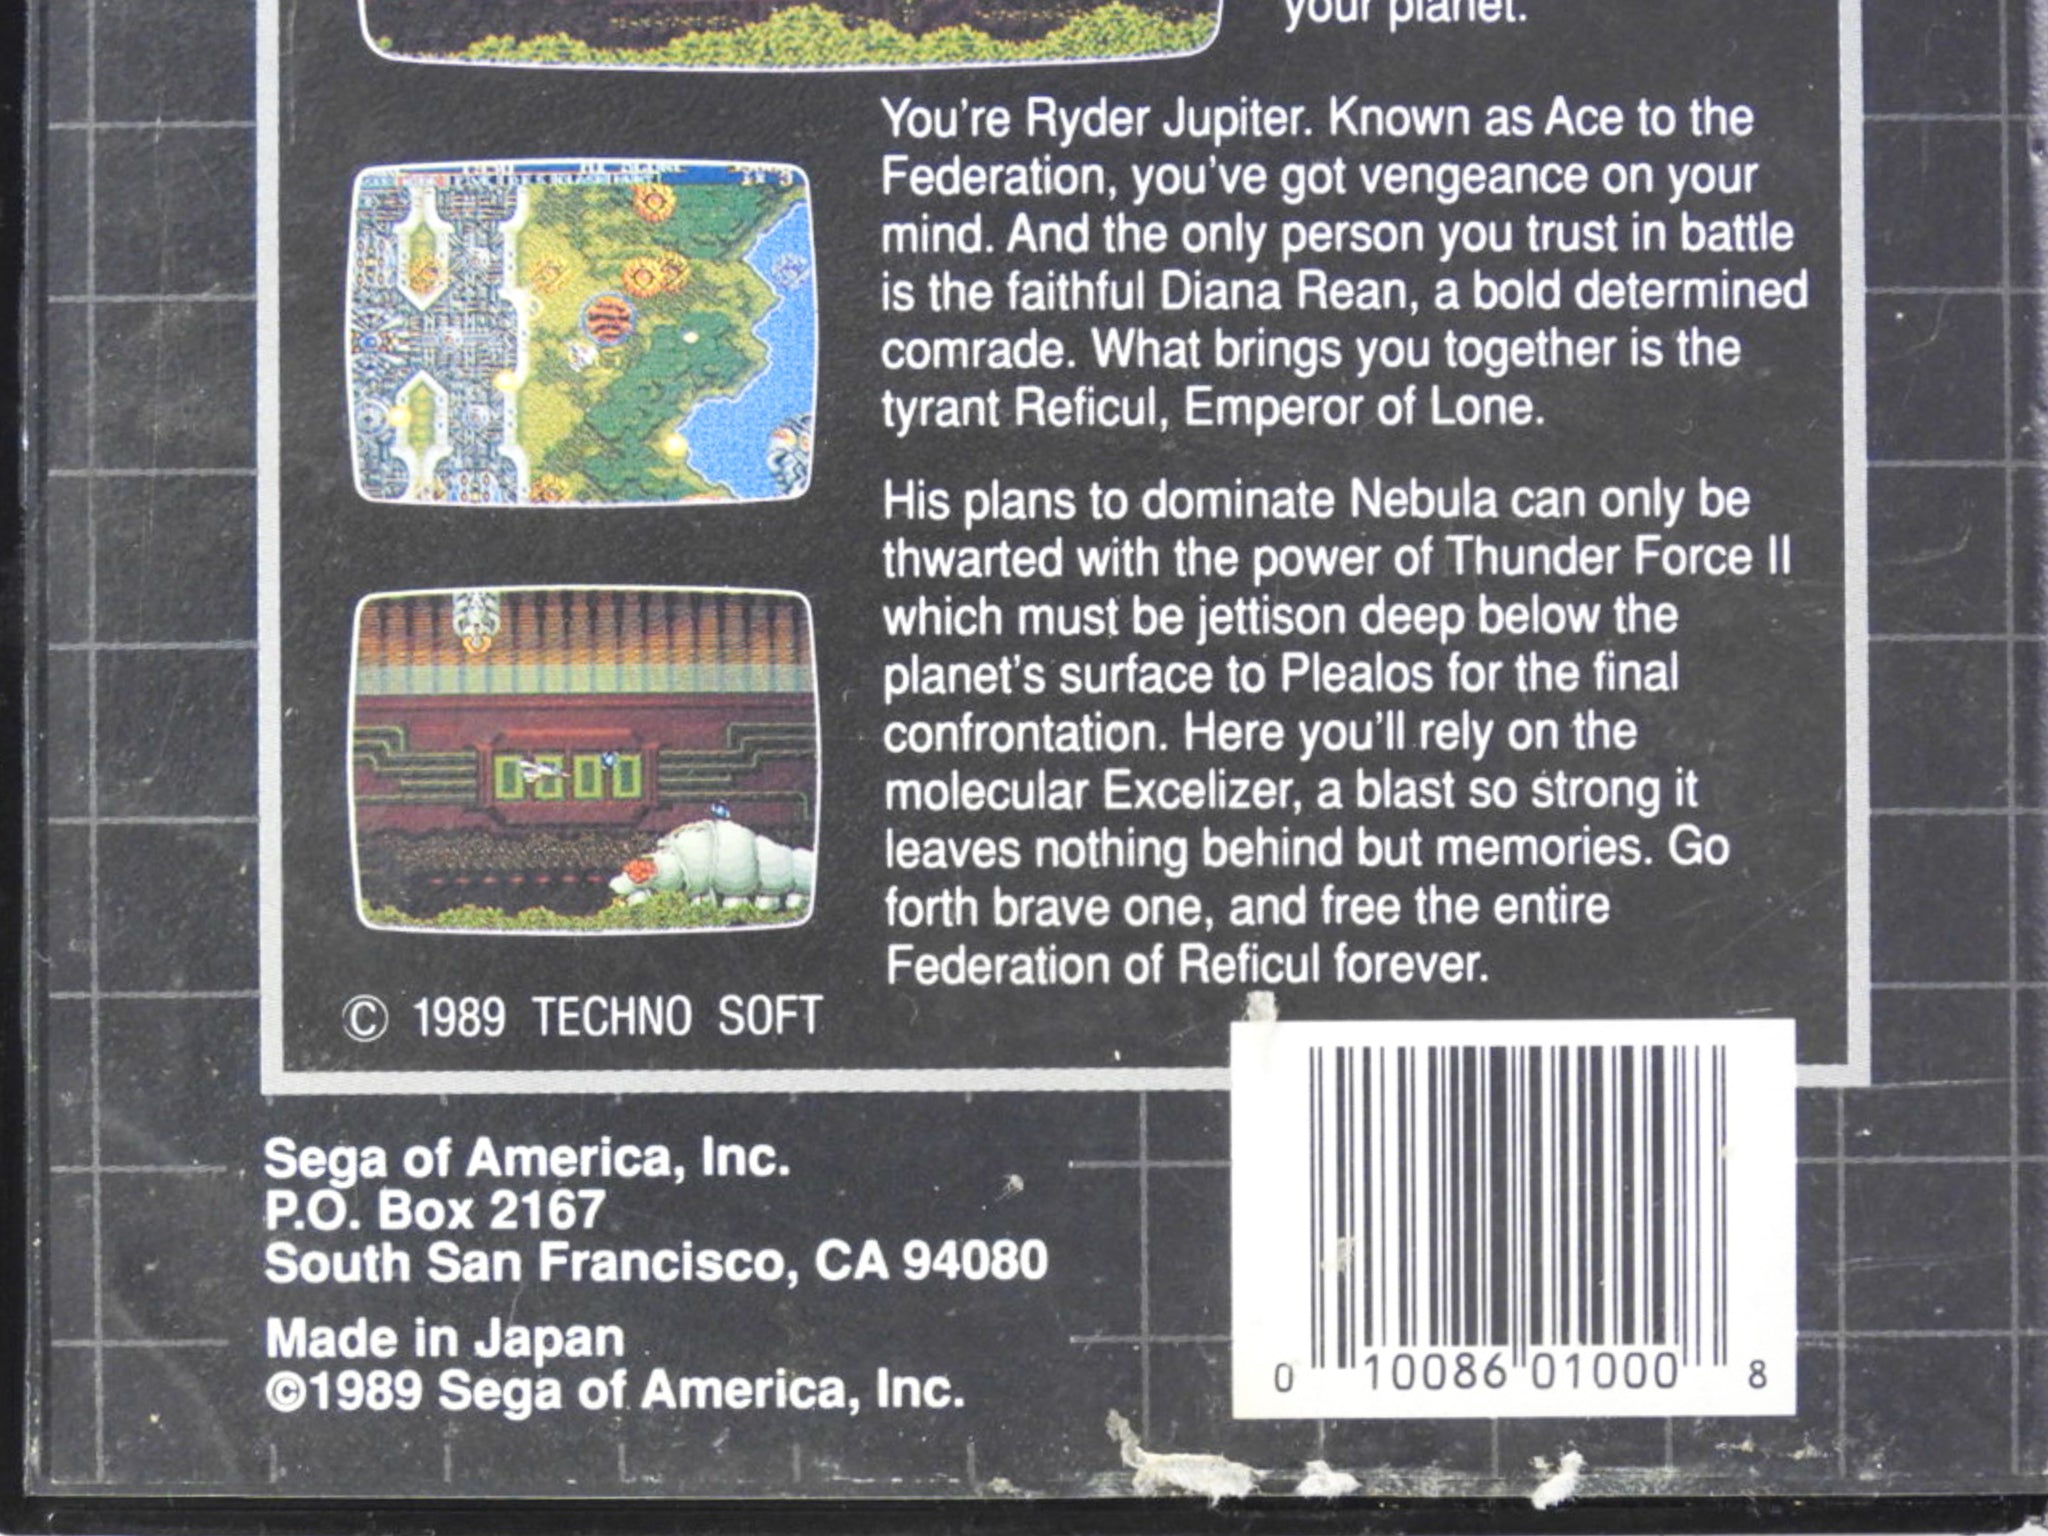 your planet.
You're Ryder Jupiter. Known as Ace to the
Federation, you've got vengeance on your
mind. And the only person you trust in battle
is the faithful Diana Rean, a bold determined
comrade. What brings you together is the
tyrant Reficul, Emperor of Lone.
His plans to dominate Nebula can only be
thwarted with the power of Thunder Force II
which must be jettison deep below the
planet's surface to Plealos for the final
confrontation. Here you'll rely on the
molecular Excelizer, a blast so strong it
leaves nothing behind but memories. Go
forth brave one, and free the entire
Federation of Reficul forever.
© 1989 TECHNO SOFT
Sega of America, Inc.
P.O. Box 2167
South San Francisco, CA 94080
Made in Japan
©1989 Sega of America, Inc.
0 10086 01000 8